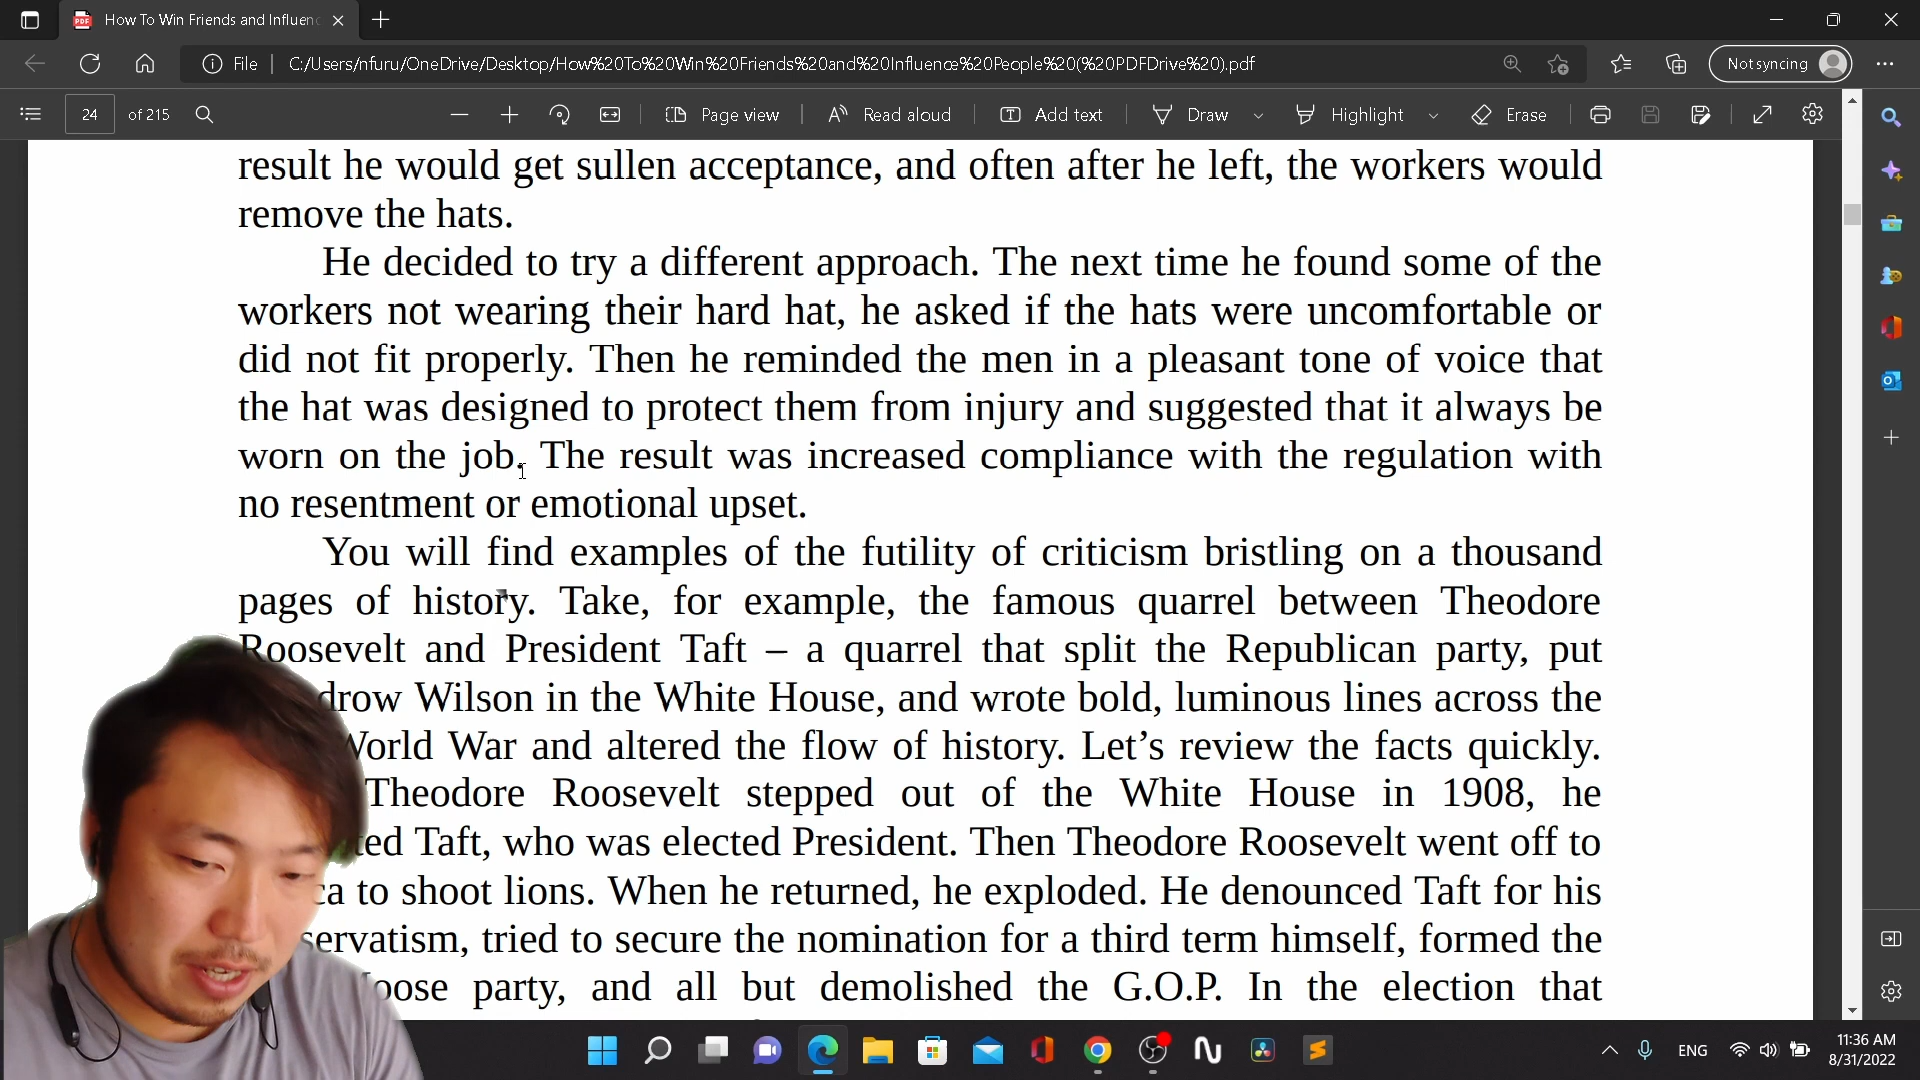 How To Win Friends and Influen
File
C:/Users/nfuru/OneDrive/Desktop/How%20To%20Win%20Friends%20and%20Influence%20People%20(%20PDFDrive%20).pdf
Not syncing
24 of 215
Page view
Read aloud
Add text
Draw
Highlight
Erase
result he would get sullen acceptance, and often after he left, the workers would
remove the hats.
He decided to try a different approach. The next time he found some of the
workers not wearing their hard hat, he asked if the hats were uncomfortable or
did not fit properly. Then he reminded the men in a pleasant tone of voice that
the hat was designed to protect them from injury and suggested that it always be
worn on the job. The result was increased compliance with the regulation with
no resentment or emotional upset.
You will find examples of the futility of criticism bristling on a thousand
pages of history. Take, for example, the famous quarrel between Theodore
Roosevelt and President Taft – a quarrel that split the Republican party, put
drow Wilson in the White House, and wrote bold, luminous lines across the
World War and altered the flow of history. Let's review the facts quickly.
Theodore Roosevelt stepped out of the White House in 1908, he
ted Taft, who was elected President. Then Theodore Roosevelt went off to
ca to shoot lions. When he returned, he exploded. He denounced Taft for his
servatism, tried to secure the nomination for a third term himself, formed the
oose party, and all but demolished the G.O.P. In the election that
ENG
11:36 AM
8/31/2022